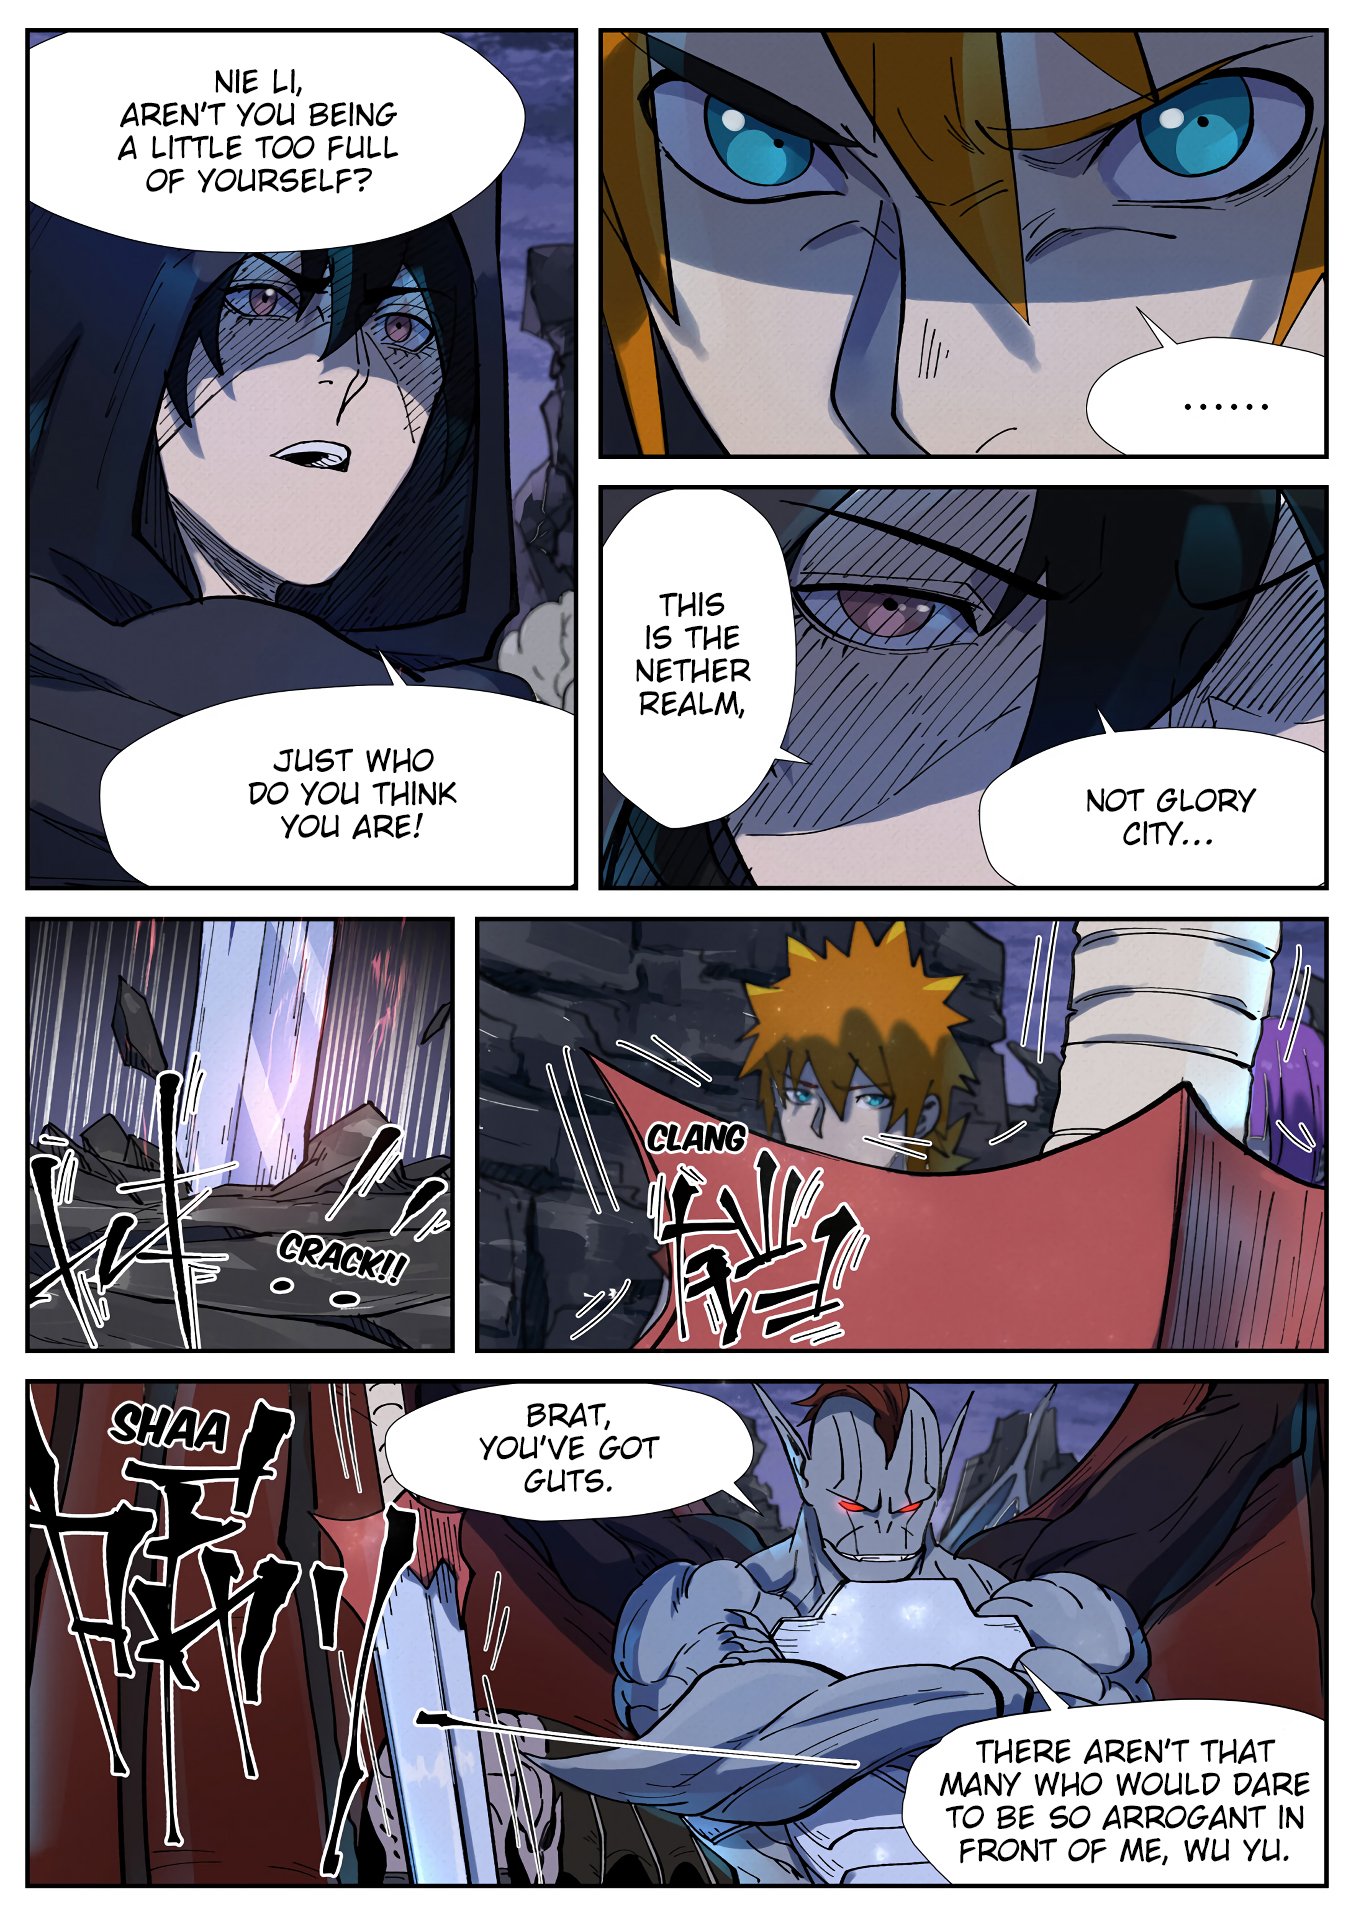 NIE LI,
AREN'T YOU BEING
A LITTLE TOO FULL
OF YOURSELF?
JUST WHO
DO YOU THINK
YOU ARE!
......
THIS
IS THE
NETHER
REALM,
NOT GLORY
CITY...
CRACK!!
CLANG
SHAA
BRAT,
YOU'VE GOT
GUTS.
THERE AREN'T THAT
MANY WHO WOULD DARE
TO BE SO ARROGANT IN
FRONT OF ME, WU YU.